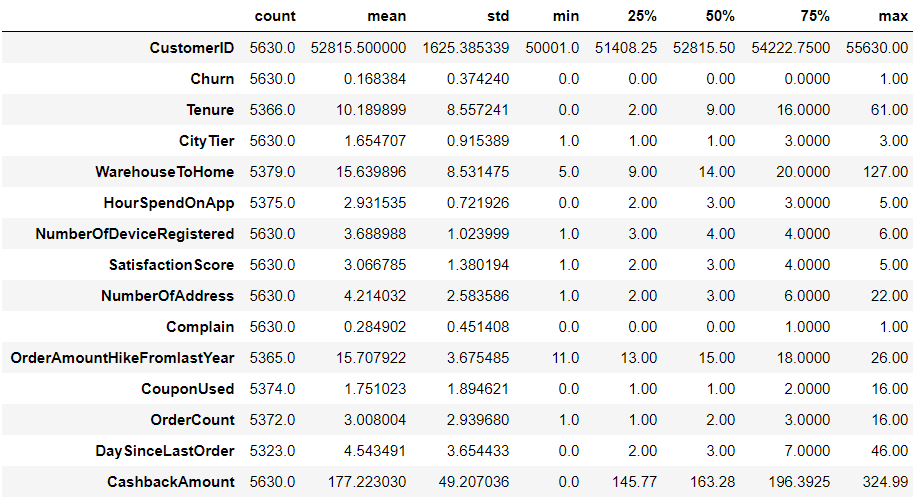 count mean std min 25% 50% 75% max
CustomerID 5630.0 52815.500000 1625.385339 50001.0 51408.25 52815.50 54222.7500 55630.00
Churn 5630.0 0.168384 0.374240 0.0 0.00 0.00 0.0000 1.00
Tenure 5366.0 10.189899 8.557241 0.0 2.00 9.00 16.0000 61.00
CityTier 5630.0 1.654707 0.915389 1.0 1.00 1.00 3.0000 3.00
WarehouseToHome 5379.0 15.639896 8.531475 5.0 9.00 14.00 20.0000 127.00
HourSpendOnApp 5375.0 2.931535 0.721926 0.0 2.00 3.00 3.0000 5.00
NumberOfDeviceRegistered 5630.0 3.688988 1.023999 1.0 3.00 4.00 4.0000 6.00
SatisfactionScore 5630.0 3.066785 1.380194 1.0 2.00 3.00 4.0000 5.00
NumberOfAddress 5630.0 4.214032 2.583586 1.0 2.00 3.00 6.0000 22.00
Complain 5630.0 0.284902 0.451408 0.0 0.00 0.00 1.0000 1.00
OrderAmountHikeFromlastYear 5365.0 15.707922 3.675485 11.0 13.00 15.00 18.0000 26.00
CouponUsed 5374.0 1.751023 1.894621 0.0 1.00 1.00 2.0000 16.00
OrderCount 5372.0 3.008004 2.939680 1.0 1.00 2.00 3.0000 16.00
DaySinceLastOrder 5323.0 4.543491 3.654433 0.0 2.00 3.00 7.0000 46.00
CashbackAmount 5630.0 177.223030 49.207036 0.0 145.77 163.28 196.3925 324.99